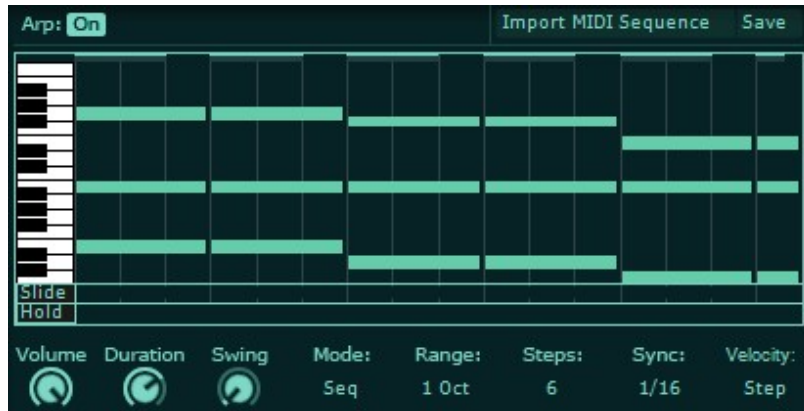 Arp: On Import MIDI Sequence Save
Slide
Hold
Volume Duration Swing Mode: Range: Steps: Sync: Velocity:
Seq 1 Oct 6 1/16 Step